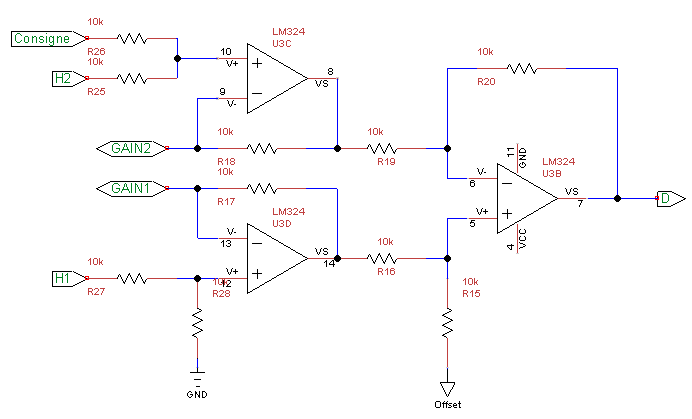 10k
Consigne
R26
10k
H2
R25
LM324
U3C
10
V+
8
VS
9
V-
GAIN2
10k
R18
10k
R19
10k
R20
GAIN1
10k
R17
LM324
U3D
V-
13
VS
14
V+
12
10k
H1
R27
10k
R28
GND
10k
R16
10k
R15
Offset
11
GND
LM324
U3B
V-
6
V+
5
VS
7
4
VCC
D